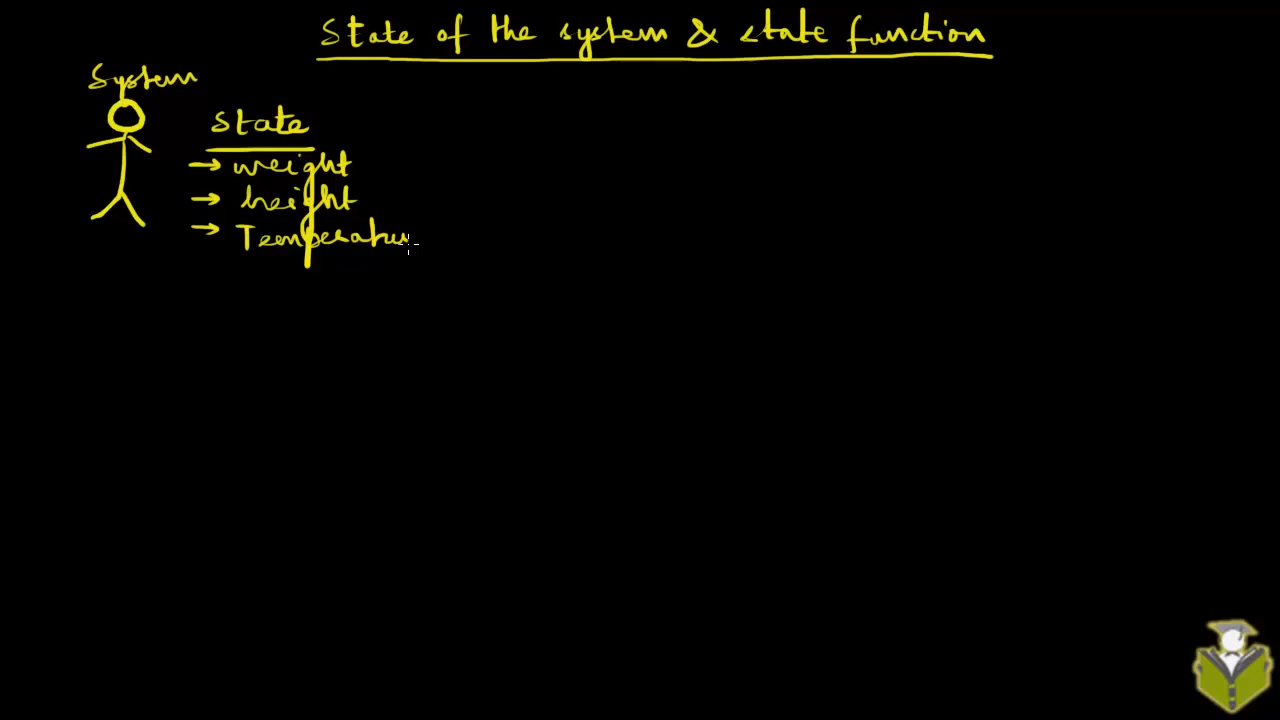 State of the system & state function
System
State
→ weight
→ height
→ Temperatu